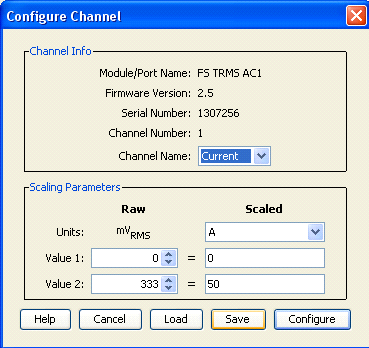 Configure Channel
Channel Info
Module/Port Name: FS TRMS AC1
Firmware Version: 2.5
Serial Number: 1307256
Channel Number: 1
Channel Name: Current
Scaling Parameters
Raw Scaled
Units: mVRMS A
Value 1: 0 = 0
Value 2: 333 = 50
Help Cancel Load Save Configure